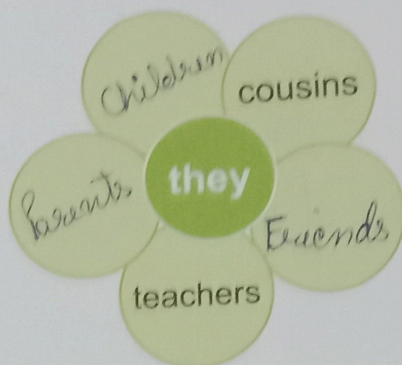 Children
cousins
Parents
they
Friends
teachers